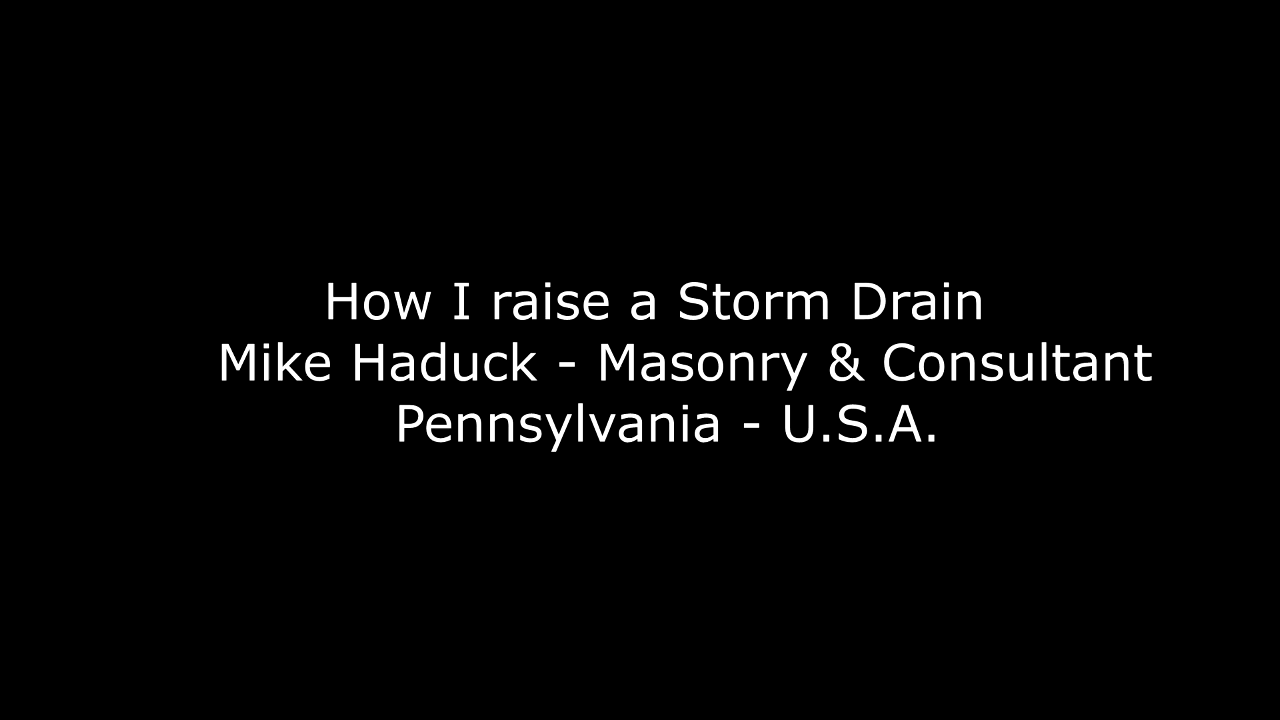 How I raise a Storm Drain
Mike Haduck - Masonry & Consultant
Pennsylvania - U.S.A.